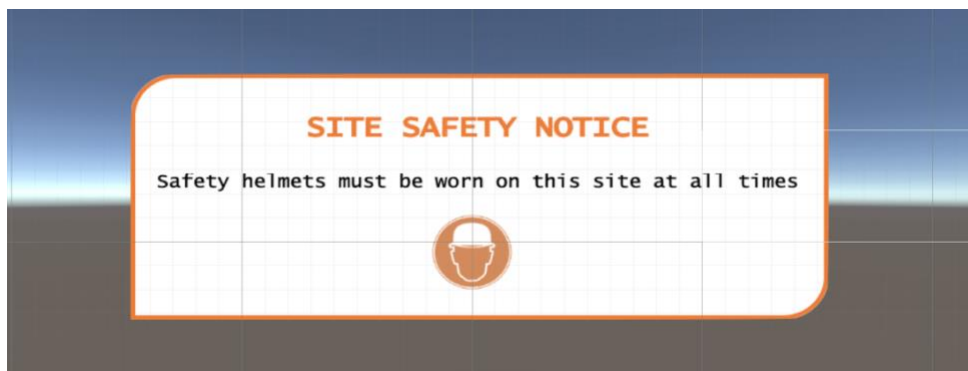 SITE SAFETY NOTICE
Safety helmets must be worn on this site at all times